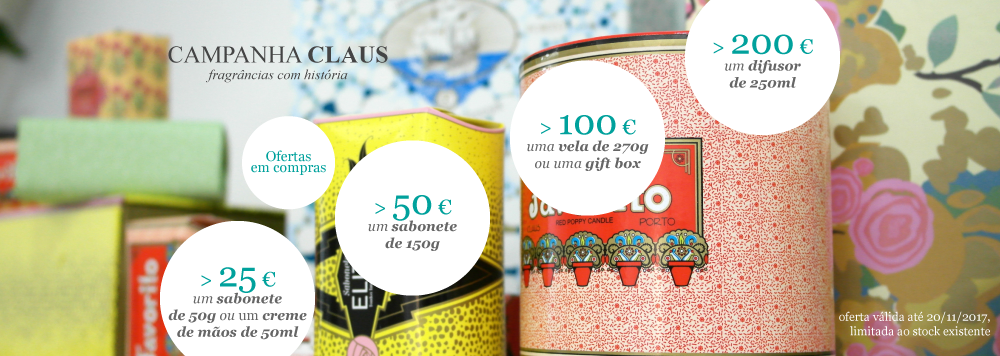 CAMPANHA CLAUS
fragrâncias com história
Ofertas
em compras
> 25 €
um sabonete
de 50g ou um creme
de mãos de 50ml
> 50 €
um sabonete
de 150g
> 100 €
uma vela de 270g
ou uma gift box
> 200 €
um difusor
de 250ml
Favorito
RED POPPY CANDLE
PORTO
oferta válida até 20/11/2017,
limitada ao stock existente